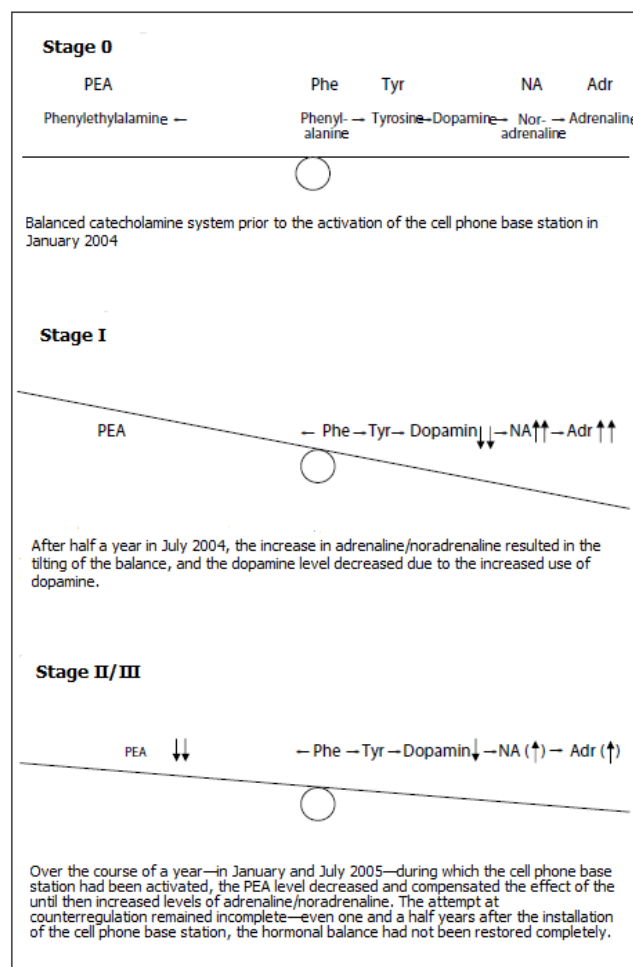 Stage 0
PEA Phe Tyr NA Adr
Phenylethylalamine ← Phenyl- → Tyrosine → Dopamine → Nor- → Adrenaline
alanine adrenaline
Balanced catecholamine system prior to the activation of the cell phone base station in
January 2004
Stage I
PEA ← Phe → Tyr → Dopamin ↓↓ → NA ↑↑ → Adr ↑↑
After half a year in July 2004, the increase in adrenaline/noradrenaline resulted in the
tilting of the balance, and the dopamine level decreased due to the increased use of
dopamine.
Stage II/III
PEA ↓↓ ← Phe → Tyr → Dopamin ↓ → NA (↑) → Adr (↑)
Over the course of a year—in January and July 2005—during which the cell phone base
station had been activated, the PEA level decreased and compensated the effect of the
until then increased levels of adrenaline/noradrenaline. The attempt at
counterregulation remained incomplete—even one and a half years after the installation
of the cell phone base station, the hormonal balance had not been restored completely.